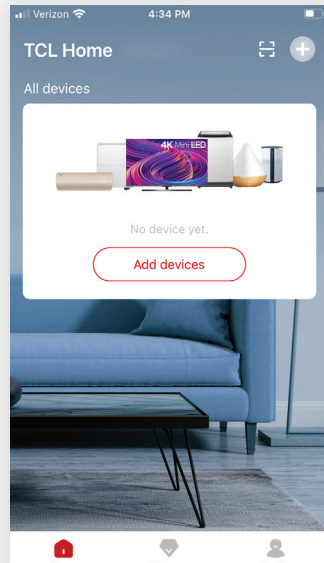 Verizon 4:34 PM
TCL Home
All devices
4K Mini LED
No device yet.
Add devices